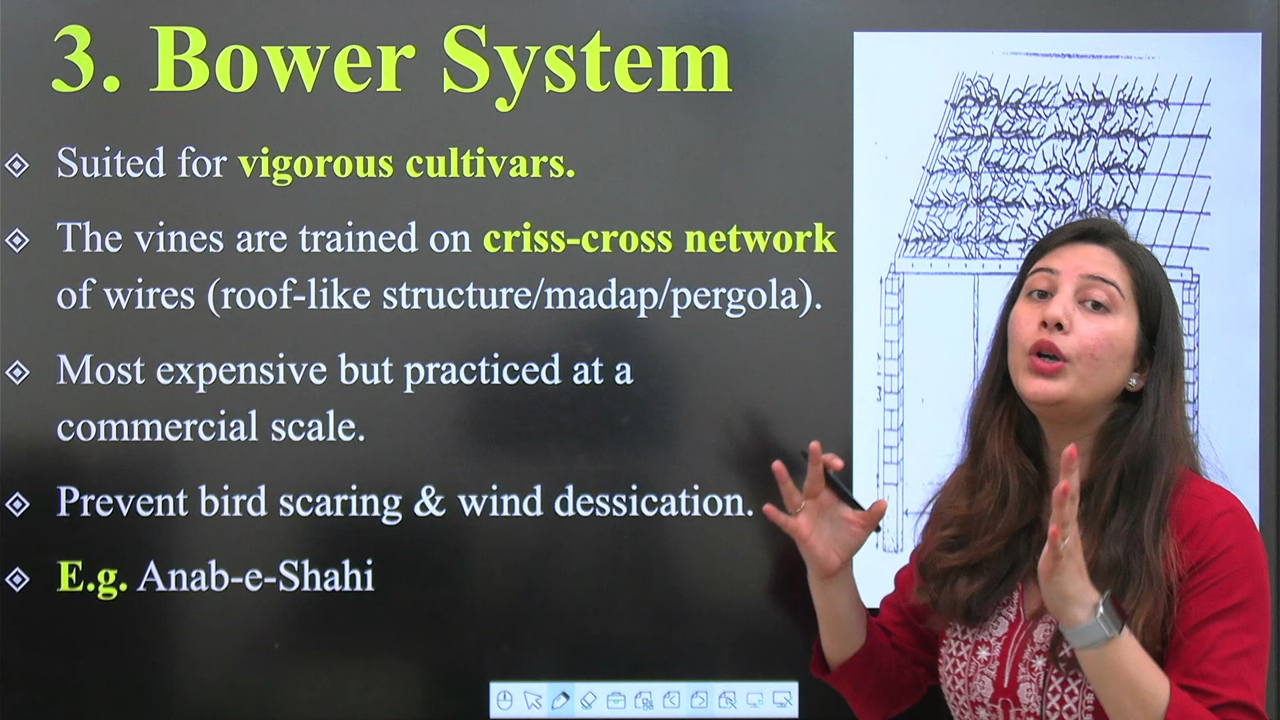 3. Bower System
Suited for vigorous cultivars.
The vines are trained on criss-cross network
of wires (roof-like structure/madap/pergola).
Most expensive but practiced at a
commercial scale.
Prevent bird scaring & wind dessication.
E.g. Anab-e-Shahi